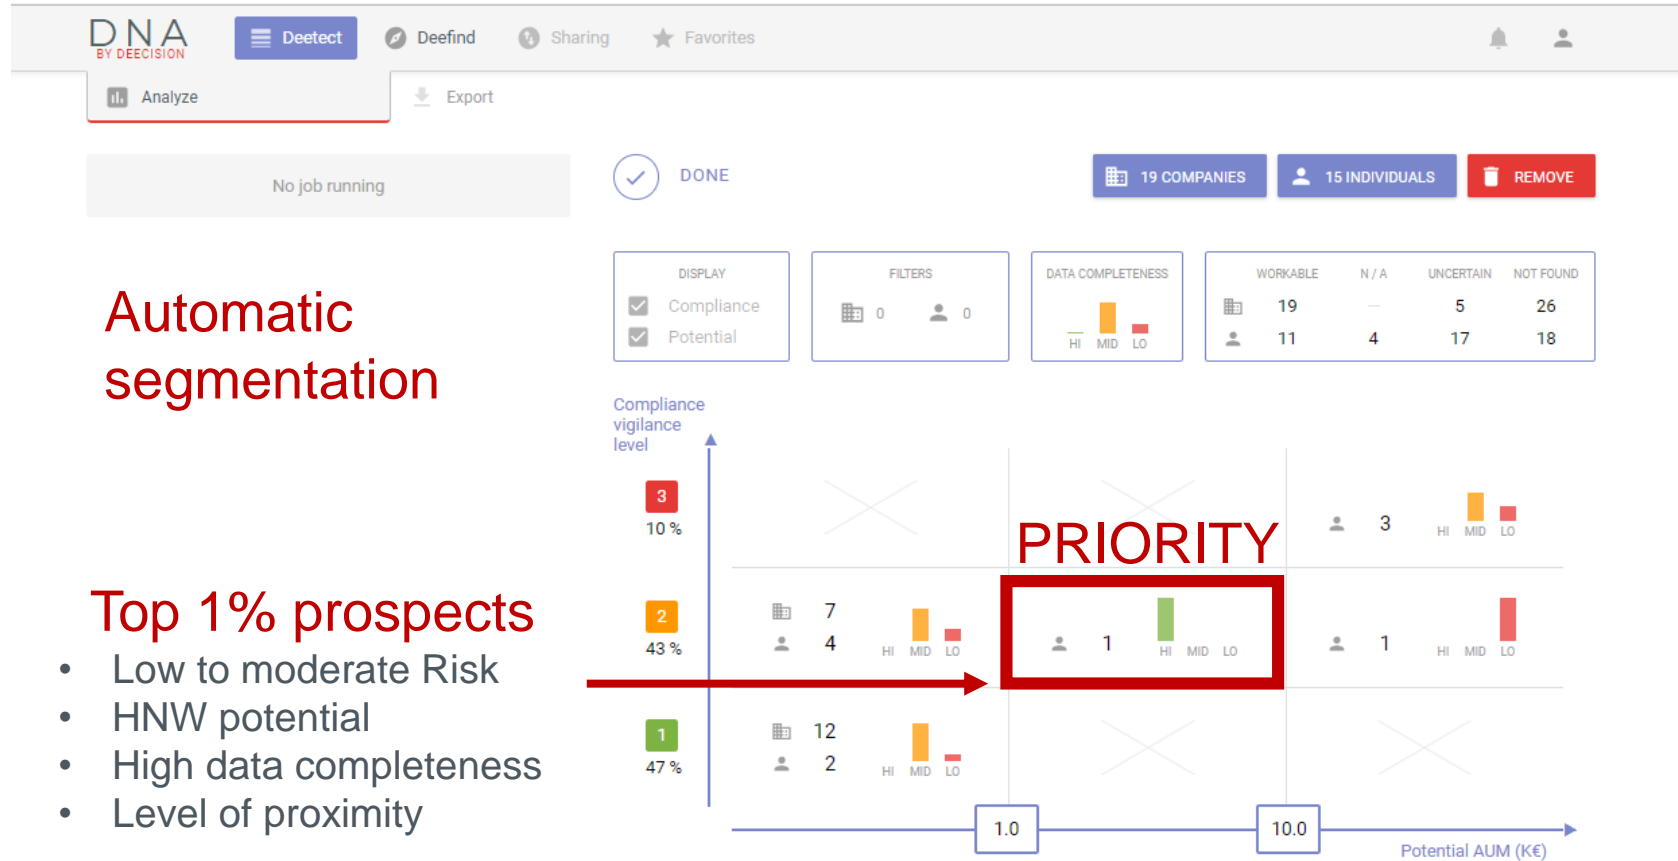 DNA
BY DEECISION
Deetect
Deefind
Sharing
Favorites
Analyze
Export
No job running
DONE
19 COMPANIES
15 INDIVIDUALS
REMOVE
Automatic
segmentation
DISPLAY
Compliance
Potential
FILTERS
0 0
DATA COMPLETENESS
HI MID LO
WORKABLE N / A UNCERTAIN NOT FOUND
19 — 5 26
11 4 17 18
Compliance
vigilance
level
3
10 %
3
HI MID LO
PRIORITY
Top 1% prospects
• Low to moderate Risk
• HNW potential
• High data completeness
• Level of proximity
2
43 %
7
4
HI MID LO
1
HI MID LO
1
HI MID LO
1
47 %
12
2
HI MID LO
1.0
10.0
Potential AUM (K€)